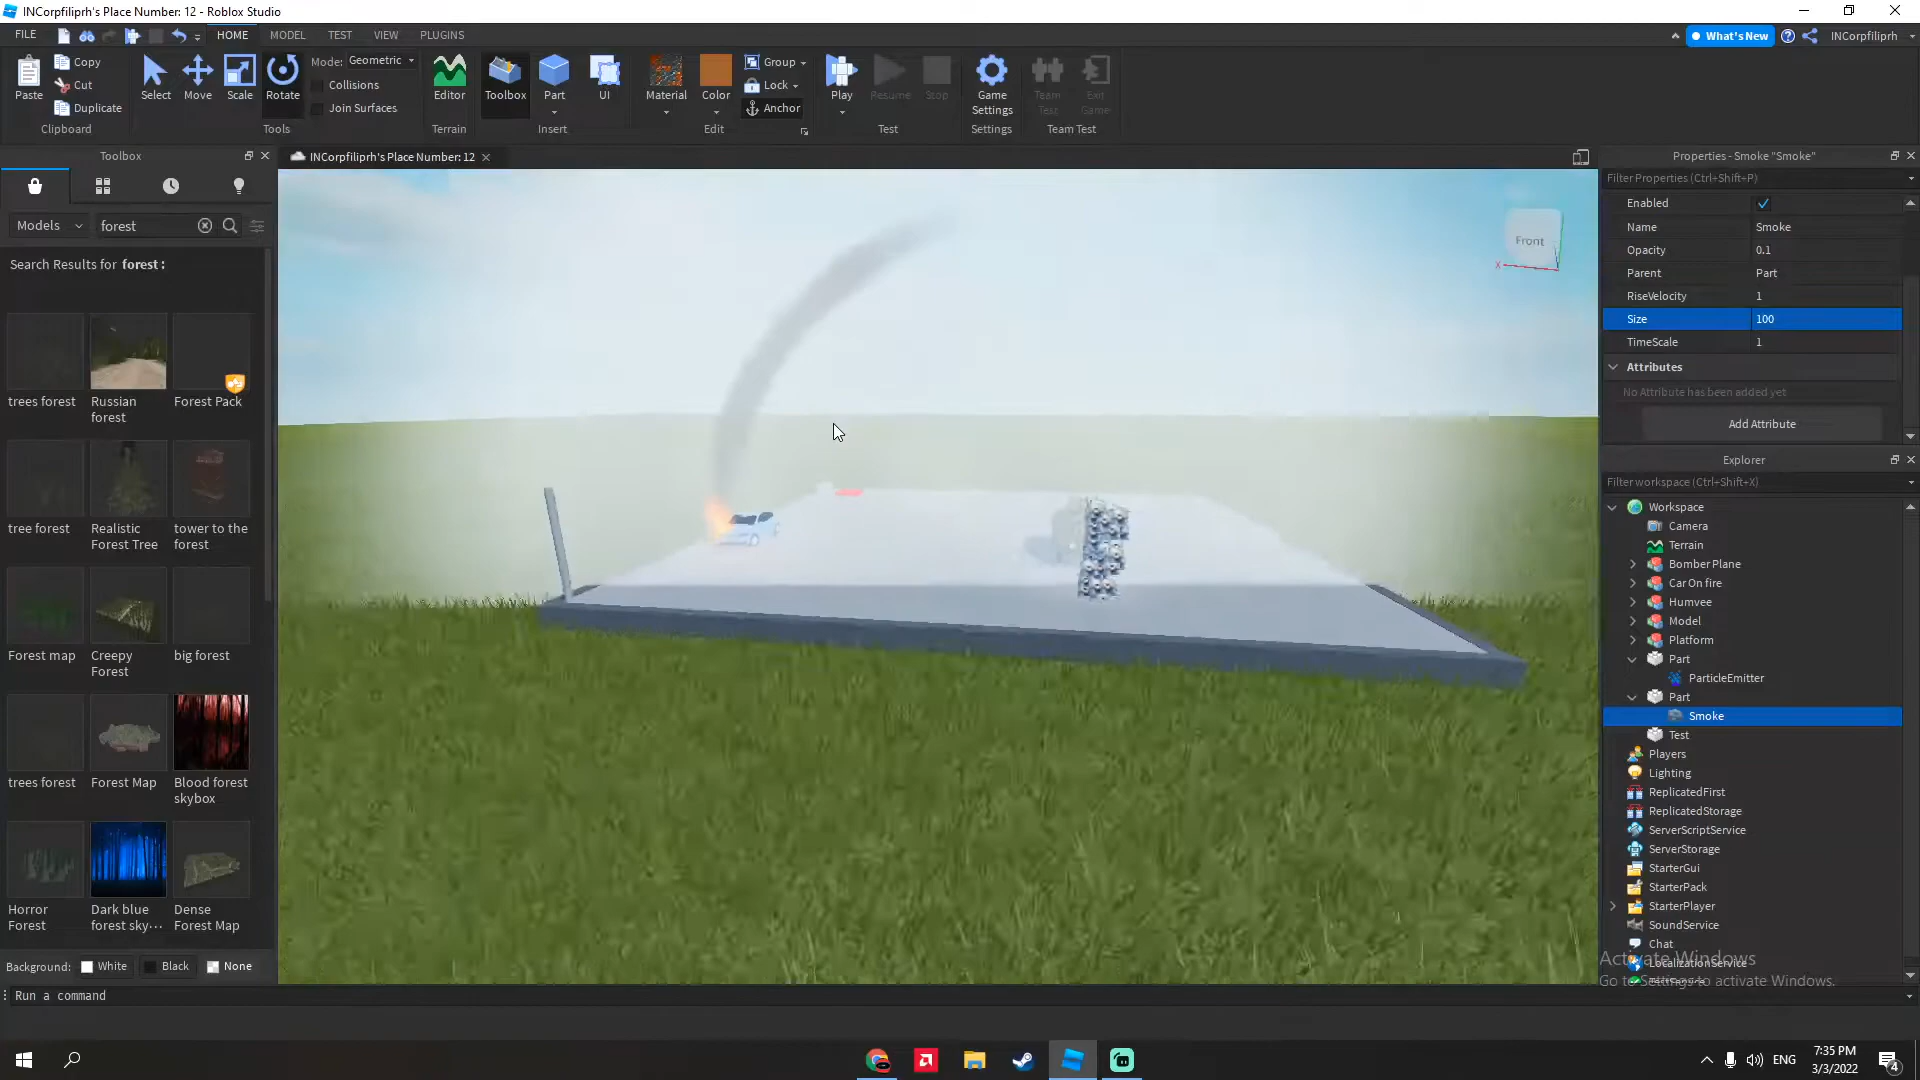 INCorpfiliprh's Place Number: 12 - Roblox Studio
FILE HOME MODEL TEST VIEW PLUGINS What's New INCorpfiliprh
Paste Copy Cut Duplicate Clipboard
Select Move Scale Rotate Mode: Geometric Collisions Join Surfaces Tools
Editor Terrain
Toolbox Part UI Insert
Material Color Group Lock Anchor Edit
Play Resume Stop Test
Game Settings Settings
Team Test Exit Game Team Test
Toolbox
Models forest
Search Results for forest :
trees forest
Russian forest
Forest Pack
tree forest
Realistic Forest Tree
tower to the forest
Forest map
Creepy Forest
big forest
trees forest
Forest Map
Blood forest skybox
Horror Forest
Dark blue forest sky···
Dense Forest Map
Background: White Black None
INCorpfiliprh's Place Number: 12
Front
X
Properties - Smoke "Smoke"
Filter Properties (Ctrl+Shift+P)
Enabled
Name Smoke
Opacity 0.1
Parent Part
RiseVelocity 1
Size 100
TimeScale 1
Attributes
No Attribute has been added yet
Add Attribute
Explorer
Filter workspace (Ctrl+Shift+X)
Workspace
Camera
Terrain
Bomber Plane
Car On fire
Humvee
Model
Platform
Part
ParticleEmitter
Part
Smoke
Test
Players
Lighting
ReplicatedFirst
ReplicatedStorage
ServerScriptService
ServerStorage
StarterGui
StarterPack
StarterPlayer
SoundService
Chat
LocalizationService
Activate Windows
Go to Settings to activate Windows.
Run a command
ENG
7:35 PM
3/3/2022
4